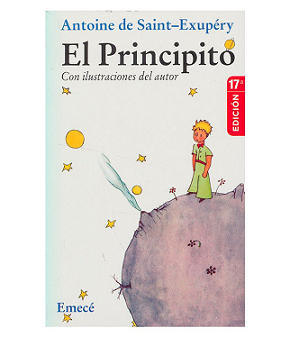 Antoine de Saint–Exupéry
El Principito
Con ilustraciones del autor
17ª
EDICIÓN
Emecé